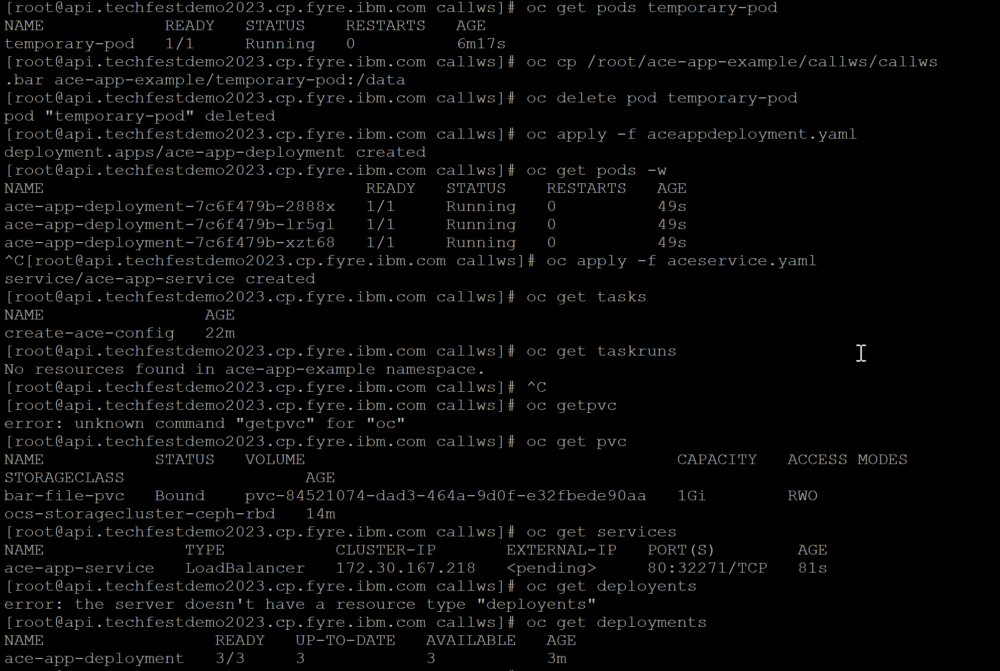 [root@api.techfestdemo2023.cp.fyre.ibm.com callws]# oc get pods temporary-pod
NAME            READY   STATUS    RESTARTS   AGE
temporary-pod   1/1     Running   0          6m17s
[root@api.techfestdemo2023.cp.fyre.ibm.com callws]# oc cp /root/ace-app-example/callws/callws
.bar ace-app-example/temporary-pod:/data
[root@api.techfestdemo2023.cp.fyre.ibm.com callws]# oc delete pod temporary-pod
pod "temporary-pod" deleted
[root@api.techfestdemo2023.cp.fyre.ibm.com callws]# oc apply -f aceappdeployment.yaml
deployment.apps/ace-app-deployment created
[root@api.techfestdemo2023.cp.fyre.ibm.com callws]# oc get pods -w
NAME                                READY   STATUS    RESTARTS   AGE
ace-app-deployment-7c6f479b-2888x   1/1     Running   0          49s
ace-app-deployment-7c6f479b-lr5gl   1/1     Running   0          49s
ace-app-deployment-7c6f479b-xzt68   1/1     Running   0          49s
^C[root@api.techfestdemo2023.cp.fyre.ibm.com callws]# oc apply -f aceservice.yaml
service/ace-app-service created
[root@api.techfestdemo2023.cp.fyre.ibm.com callws]# oc get tasks
NAME                AGE
create-ace-config   22m
[root@api.techfestdemo2023.cp.fyre.ibm.com callws]# oc get taskruns
No resources found in ace-app-example namespace.
[root@api.techfestdemo2023.cp.fyre.ibm.com callws]# ^C
[root@api.techfestdemo2023.cp.fyre.ibm.com callws]# oc getpvc
error: unknown command "getpvc" for "oc"
[root@api.techfestdemo2023.cp.fyre.ibm.com callws]# oc get pvc
NAME           STATUS   VOLUME                                     CAPACITY   ACCESS MODES
STORAGECLASS                  AGE
bar-file-pvc   Bound    pvc-84521074-dad3-464a-9d0f-e32fbede90aa   1Gi        RWO
ocs-storagecluster-ceph-rbd   14m
[root@api.techfestdemo2023.cp.fyre.ibm.com callws]# oc get services
NAME              TYPE           CLUSTER-IP       EXTERNAL-IP   PORT(S)        AGE
ace-app-service   LoadBalancer   172.30.167.218   <pending>     80:32271/TCP   81s
[root@api.techfestdemo2023.cp.fyre.ibm.com callws]# oc get deployents
error: the server doesn't have a resource type "deployents"
[root@api.techfestdemo2023.cp.fyre.ibm.com callws]# oc get deployments
NAME                 READY   UP-TO-DATE   AVAILABLE   AGE
ace-app-deployment   3/3     3            3           3m